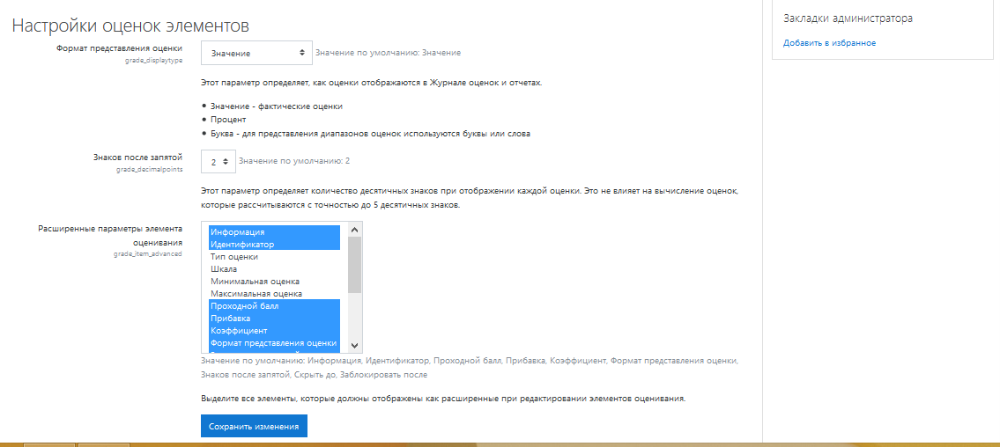 Настройки оценок элементов
Формат представления оценки
grade_displaytype
Значение
Значение по умолчанию: Значение
Этот параметр определяет, как оценки отображаются в Журнале оценок и отчетах.
Значение - фактические оценки
Процент
Буква - для представления диапазонов оценок используются буквы или слова
Знаков после запятой
grade_decimalpoints
2
Значение по умолчанию: 2
Этот параметр определяет количество десятичных знаков при отображении каждой оценки. Это не влияет на вычисление оценок,
которые рассчитываются с точностью до 5 десятичных знаков.
Расширенные параметры элемента
оценивания
grade_item_advanced
Информация
Идентификатор
Тип оценки
Шкала
Минимальная оценка
Максимальная оценка
Проходной балл
Прибавка
Коэффициент
Формат представления оценки
Значение по умолчанию: Информация, Идентификатор, Проходной балл, Прибавка, Коэффициент, Формат представления оценки,
Знаков после запятой, Скрыть до, Заблокировать после
Выделите все элементы, которые должны отображены как расширенные при редактировании элементов оценивания.
Сохранить изменения
Закладки администратора
Добавить в избранное